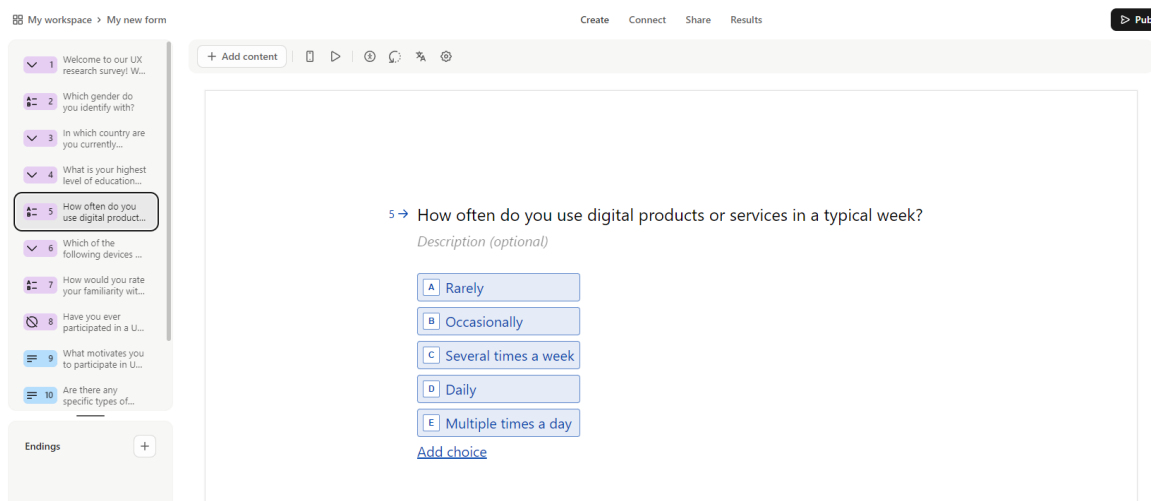 My workspace > My new form
Create Connect Share Results
Pub
+ Add content
1 Welcome to our UX
research survey! W...
2 Which gender do
you identify with?
3 In which country are
you currently...
4 What is your highest
level of education...
5 How often do you
use digital product...
6 Which of the
following devices ...
7 How would you rate
your familiarity wit...
8 Have you ever
participated in a U...
9 What motivates you
to participate in U...
10 Are there any
specific types of...
Endings +
5 → How often do you use digital products or services in a typical week?
Description (optional)
A Rarely
B Occasionally
C Several times a week
D Daily
E Multiple times a day
Add choice